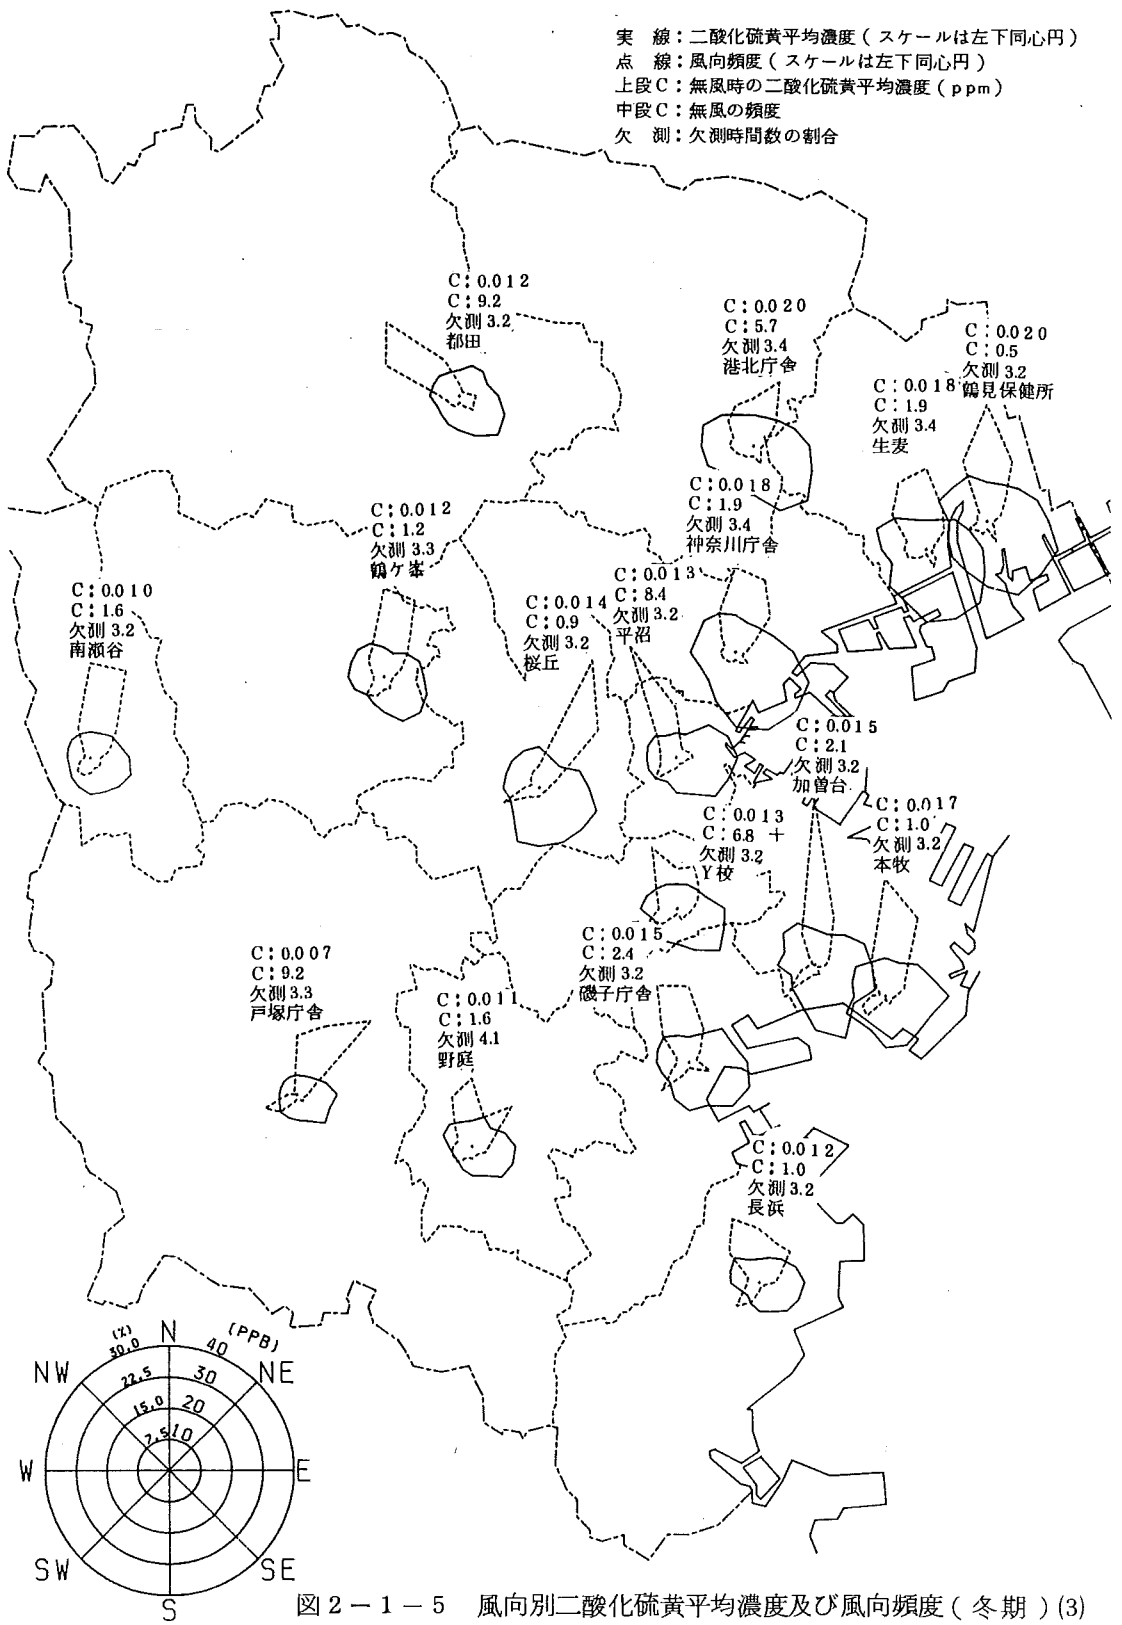 実 線：二酸化硫黄平均濃度（スケールは左下同心円）
点 線：風向頻度（スケールは左下同心円）
上段C：無風時の二酸化硫黄平均濃度（ppm）
中段C：無風の頻度
欠 測：欠測時間数の割合
C：0.012
C：9.2
欠測 3.2
都田
C：0.020
C：5.7
欠測 3.4
港北庁舎
C：0.020
C：0.5
欠測 3.2
鶴見保健所
C：0.018
C：1.9
欠測 3.4
生麦
C：0.018
C：1.9
欠測 3.4
神奈川庁舎
C：0.012
C：1.2
欠測 3.3
鶴ケ峯
C：0.010
C：1.6
欠測 3.2
南瀬谷
C：0.014
C：0.9
欠測 3.2
桜丘
C：0.013
C：8.4
欠測 3.2
平沼
C：0.015
C：2.1
欠測 3.2
加曽台
C：0.013
C：6.8
欠測 3.2
Y校
C：0.017
C：1.0
欠測 3.2
本牧
C：0.015
C：2.4
欠測 3.2
磯子庁舎
C：0.007
C：9.2
欠測 3.3
戸塚庁舎
C：0.011
C：1.6
欠測 4.1
野庭
C：0.012
C：1.0
欠測 3.2
長浜
(%) N (PPB)
30.0 40
NW 22.5 30 NE
15.0 20
7.5 10
W E
SW SE
S
図2－1－5 風向別二酸化硫黄平均濃度及び風向頻度（冬期）(3)